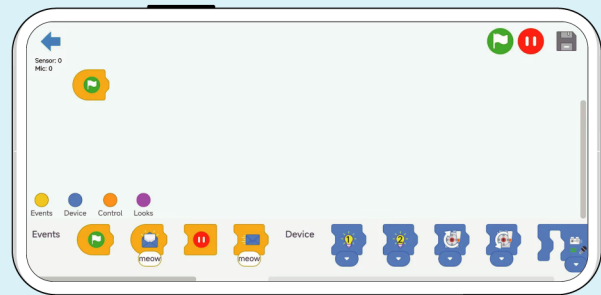 Sensor: 0
Mic: 0
Events
Device
Control
Looks
Events
meow
meow
Device
1
2